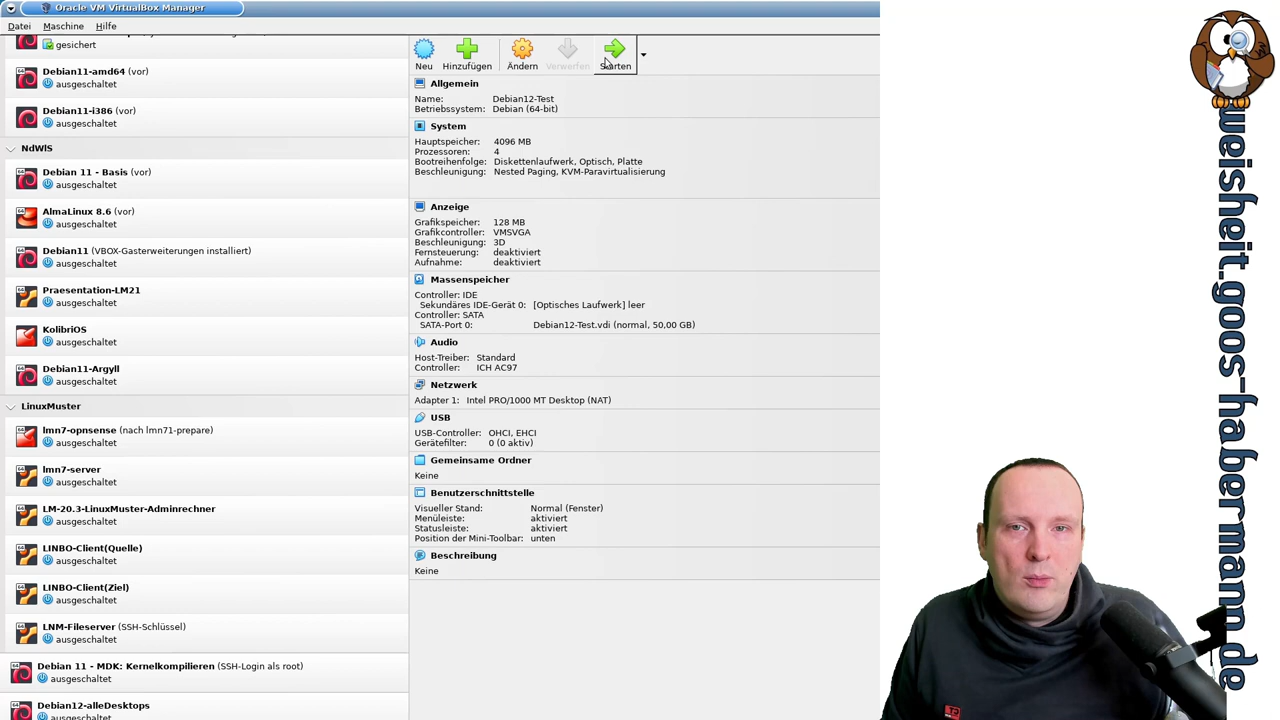 Oracle VM VirtualBox Manager
Datei Maschine Hilfe
gesichert
Debian11-amd64 (vor)
ausgeschaltet
Debian11-i386 (vor)
ausgeschaltet
NdWlS
Debian 11 - Basis (vor)
ausgeschaltet
AlmaLinux 8.6 (vor)
ausgeschaltet
Debian11 (VBOX-Gasterweiterungen installiert)
ausgeschaltet
Praesentation-LM21
ausgeschaltet
KolibriOS
ausgeschaltet
Debian11-Argyll
ausgeschaltet
LinuxMuster
lmn7-opnsense (nach lmn71-prepare)
ausgeschaltet
lmn7-server
ausgeschaltet
LM-20.3-LinuxMuster-Adminrechner
ausgeschaltet
LINBO-Client(Quelle)
ausgeschaltet
LINBO-Client(Ziel)
ausgeschaltet
LNM-Fileserver (SSH-Schlüssel)
ausgeschaltet
Debian 11 - MDK: Kernelkompilieren (SSH-Login als root)
ausgeschaltet
Debian12-alleDesktops
ausgeschaltet
Neu Hinzufügen Ändern Verwerfen Starten
Allgemein
Name: Debian12-Test
Betriebssystem: Debian (64-bit)
System
Hauptspeicher: 4096 MB
Prozessoren: 4
Bootreihenfolge: Diskettenlaufwerk, Optisch, Platte
Beschleunigung: Nested Paging, KVM-Paravirtualisierung
Anzeige
Grafikspeicher: 128 MB
Grafikcontroller: VMSVGA
Beschleunigung: 3D
Fernsteuerung: deaktiviert
Aufnahme: deaktiviert
Massenspeicher
Controller: IDE
Sekundäres IDE-Gerät 0: [Optisches Laufwerk] leer
Controller: SATA
SATA-Port 0: Debian12-Test.vdi (normal, 50,00 GB)
Audio
Host-Treiber: Standard
Controller: ICH AC97
Netzwerk
Adapter 1: Intel PRO/1000 MT Desktop (NAT)
USB
USB-Controller: OHCI, EHCI
Gerätefilter: 0 (0 aktiv)
Gemeinsame Ordner
Keine
Benutzerschnittstelle
Visueller Stand: Normal (Fenster)
Menüleiste: aktiviert
Statusleiste: aktiviert
Position der Mini-Toolbar: unten
Beschreibung
Keine
weisheit.goos-habermann.de